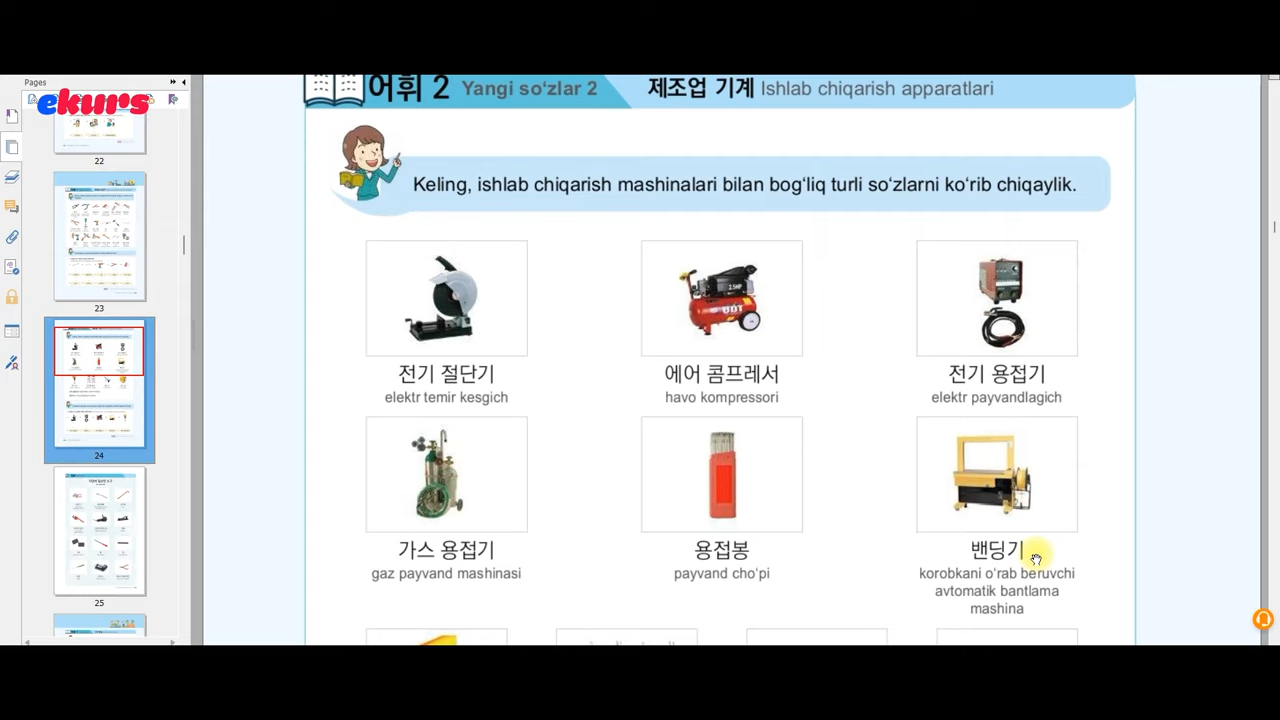 Pages
ekurs
22
23
24
25
어휘 2 Yangi so‘zlar 2 제조업 기계 Ishlab chiqarish apparatlari
Keling, ishlab chiqarish mashinalari bilan bog‘liq turli so‘zlarni ko‘rib chiqaylik.
전기 절단기
elektr temir kesgich
에어 콤프레서
havo kompressori
전기 용접기
elektr payvandlagich
가스 용접기
gaz payvand mashinasi
용접봉
payvand cho‘pi
밴딩기
korobkani o‘rab beruvchi
avtomatik bantlama
mashina